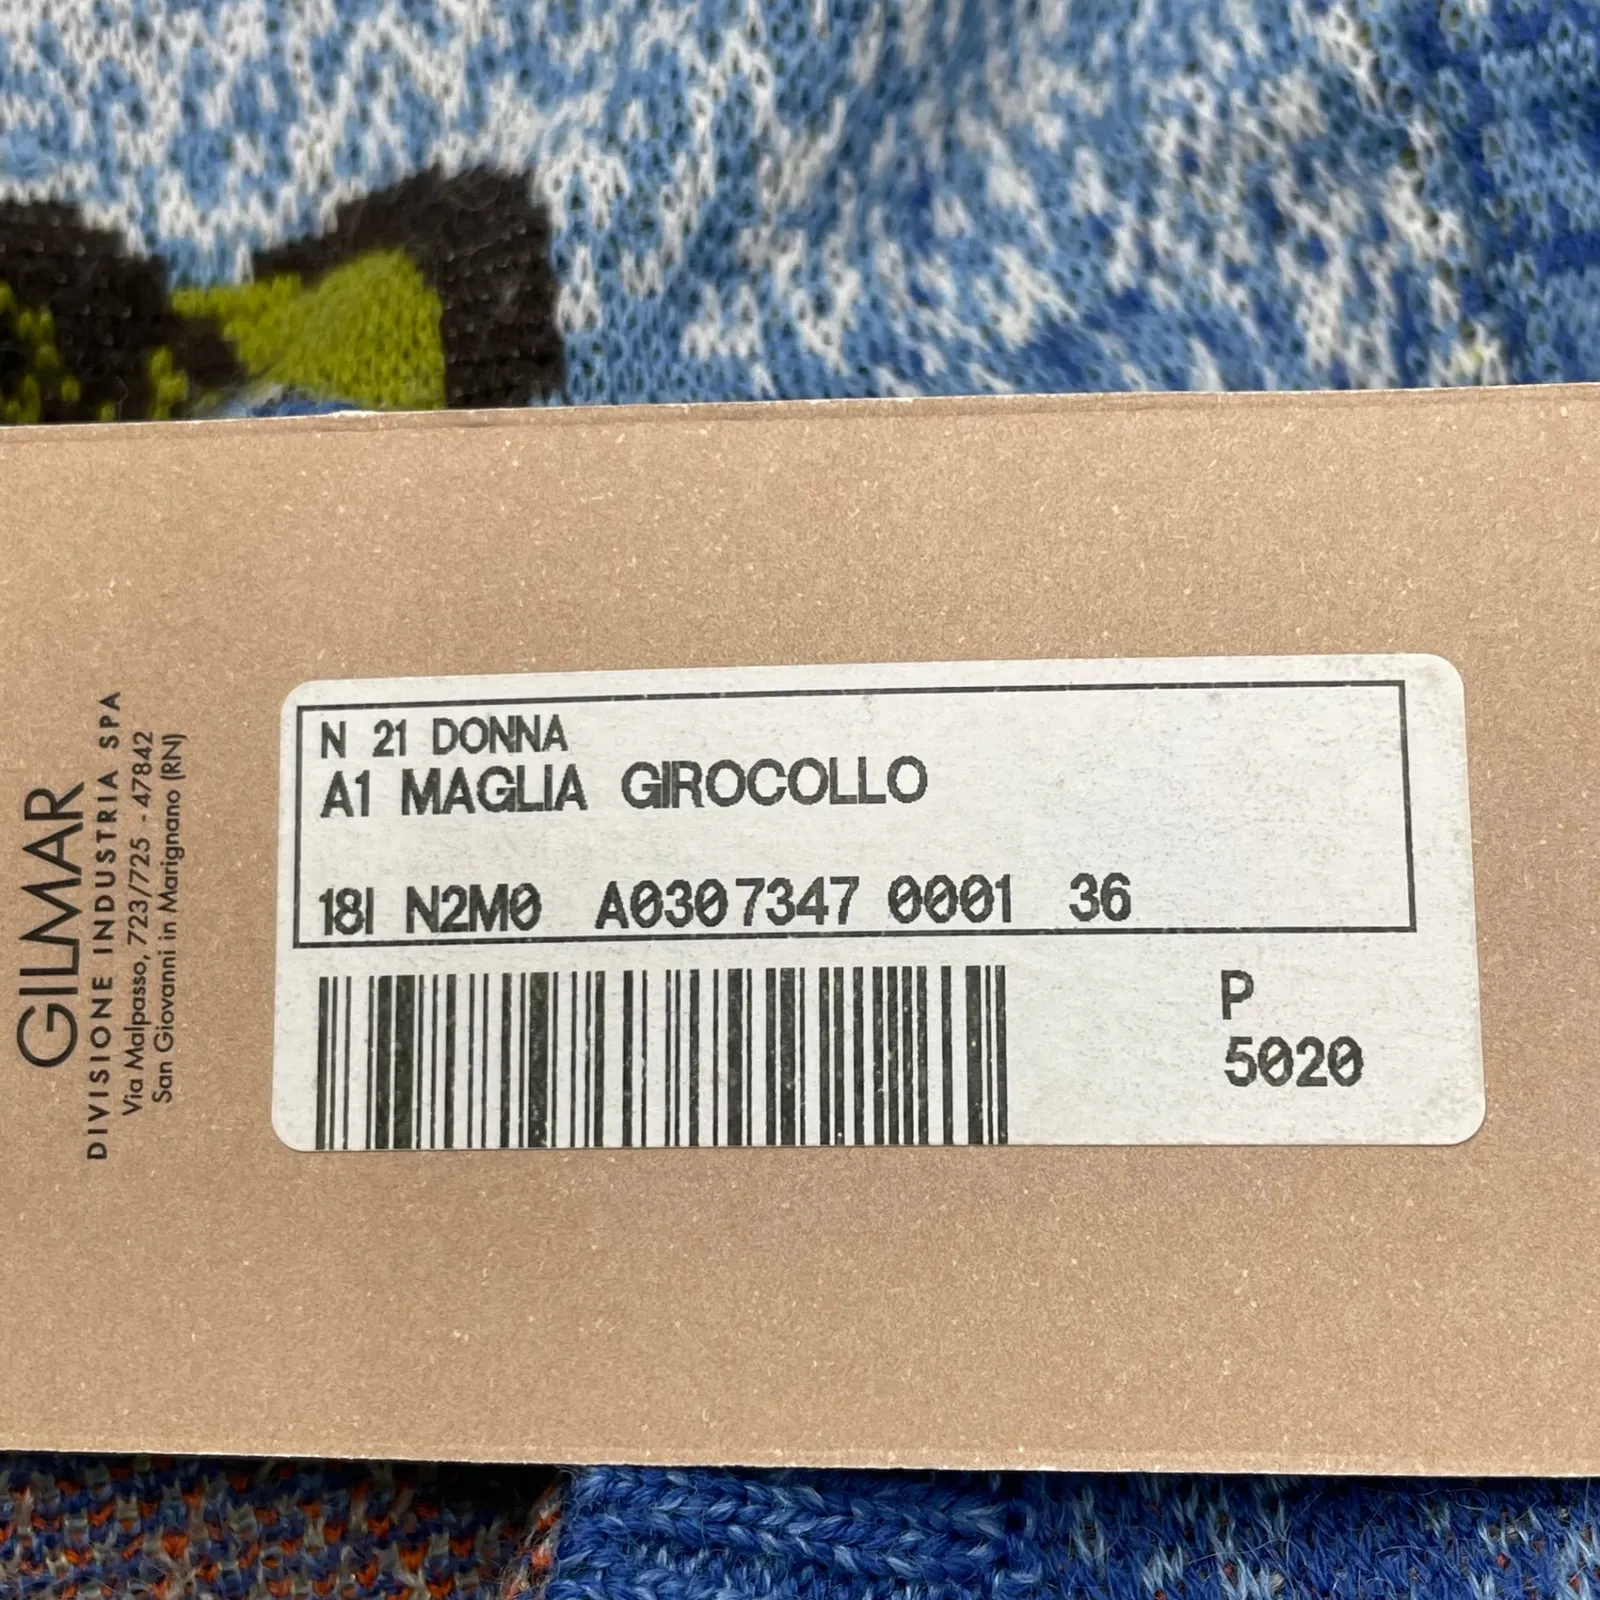 GILMAR
DIVISIONE INDUSTRIA SPA
Via Malpasso, 723/725 - 47842
San Giovanni in Marignano (RN)
N 21 DONNA
A1 MAGLIA GIROCOLLO
18I N2M0 A0307347 0001 36
P
5020